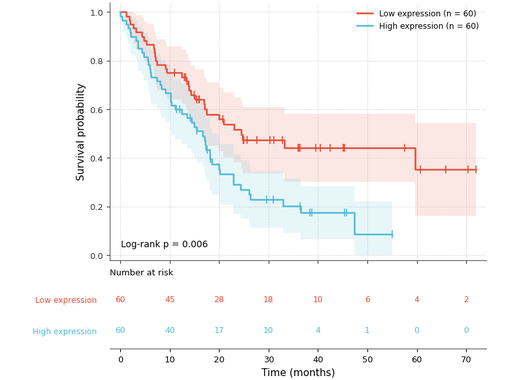 1.0
Low expression (n = 60)
High expression (n = 60)
0.8
0.6
Survival probability
0.4
0.2
Log-rank p = 0.006
0.0
Number at risk
Low expression 60 45 28 18 10 6 4 2
High expression 60 40 17 10 4 1 0 0
0 10 20 30 40 50 60 70
Time (months)